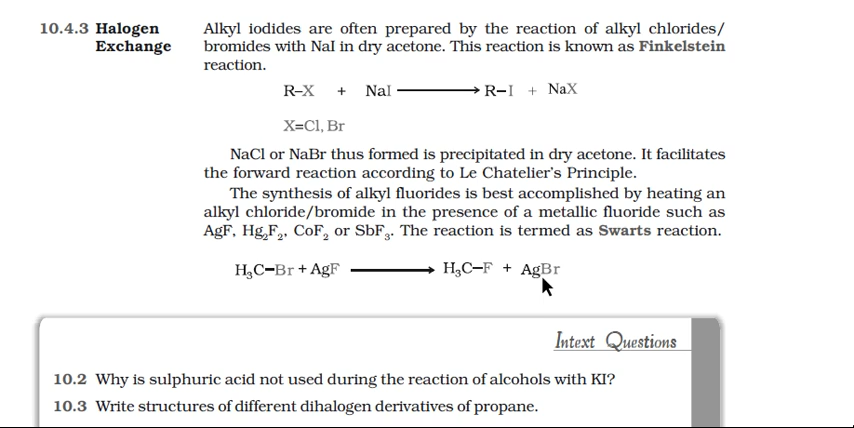 10.4.3 Halogen Exchange
Alkyl iodides are often prepared by the reaction of alkyl chlorides/
bromides with NaI in dry acetone. This reaction is known as Finkelstein
reaction.
R–X + NaI ⟶ R–I + NaX
X=Cl, Br
NaCl or NaBr thus formed is precipitated in dry acetone. It facilitates
the forward reaction according to Le Chatelier's Principle.
The synthesis of alkyl fluorides is best accomplished by heating an
alkyl chloride/bromide in the presence of a metallic fluoride such as
AgF, Hg₂F₂, CoF₂ or SbF₃. The reaction is termed as Swarts reaction.
H₃C–Br + AgF ⟶ H₃C–F + AgBr
Intext Questions
10.2 Why is sulphuric acid not used during the reaction of alcohols with KI?
10.3 Write structures of different dihalogen derivatives of propane.